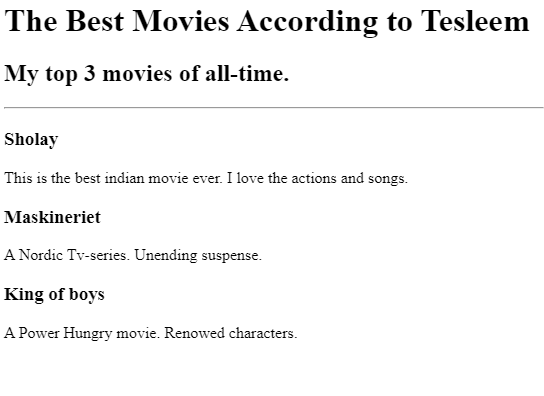 The Best Movies According to Tesleem
My top 3 movies of all-time.
Sholay
This is the best indian movie ever. I love the actions and songs.
Maskineriet
A Nordic Tv-series. Unending suspense.
King of boys
A Power Hungry movie. Renowed characters.